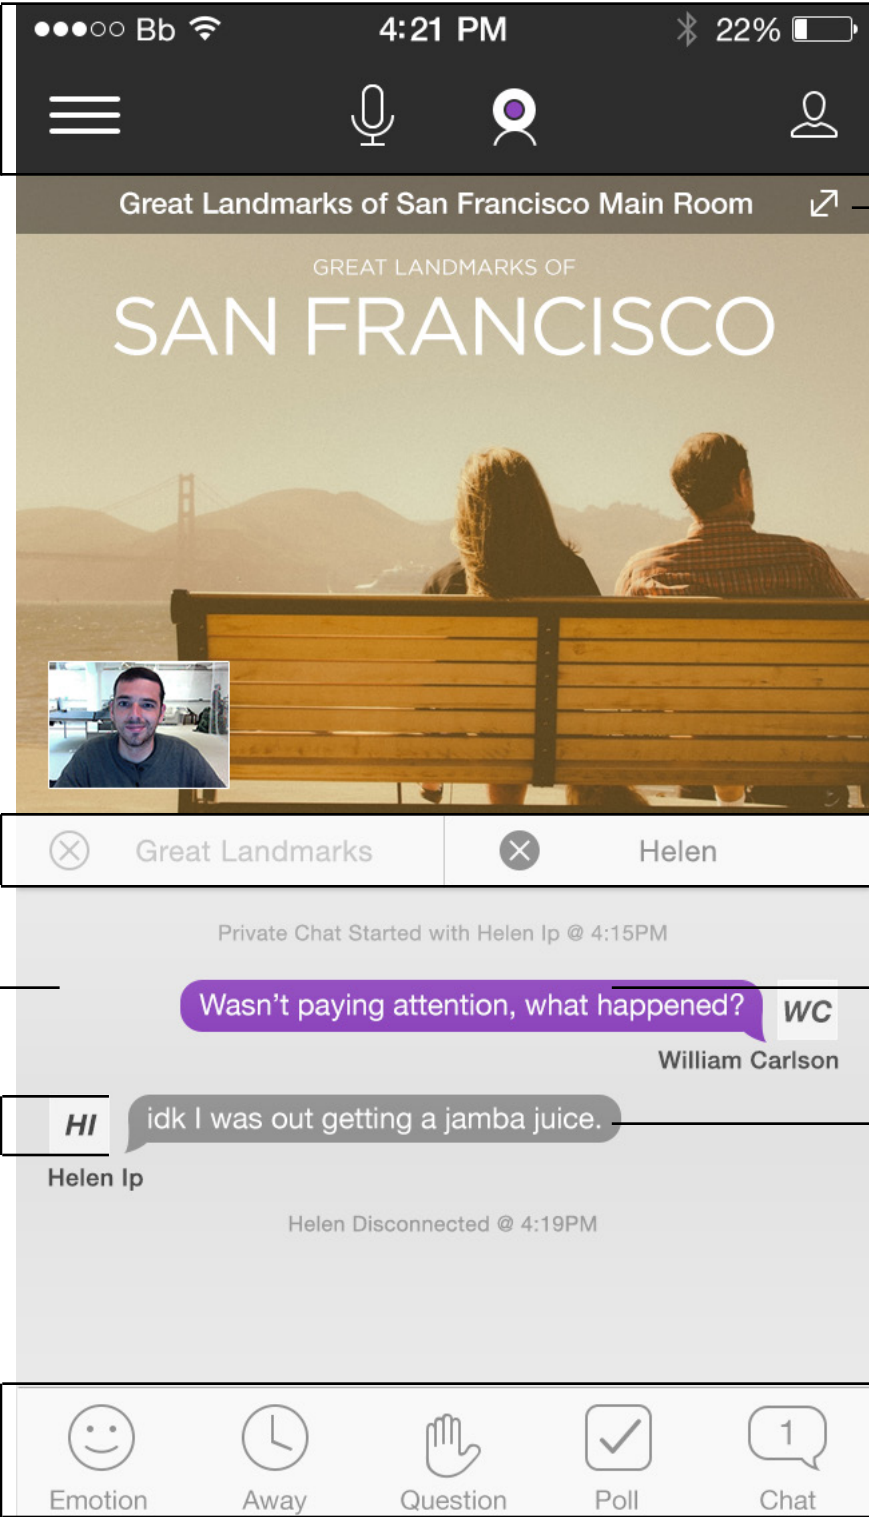 Bb 4:21 PM 22%
Great Landmarks of San Francisco Main Room
GREAT LANDMARKS OF
SAN FRANCISCO
Great Landmarks Helen
Private Chat Started with Helen Ip @ 4:15PM
Wasn't paying attention, what happened? WC
William Carlson
HI idk I was out getting a jamba juice.
Helen Ip
Helen Disconnected @ 4:19PM
1
Emotion Away Question Poll Chat